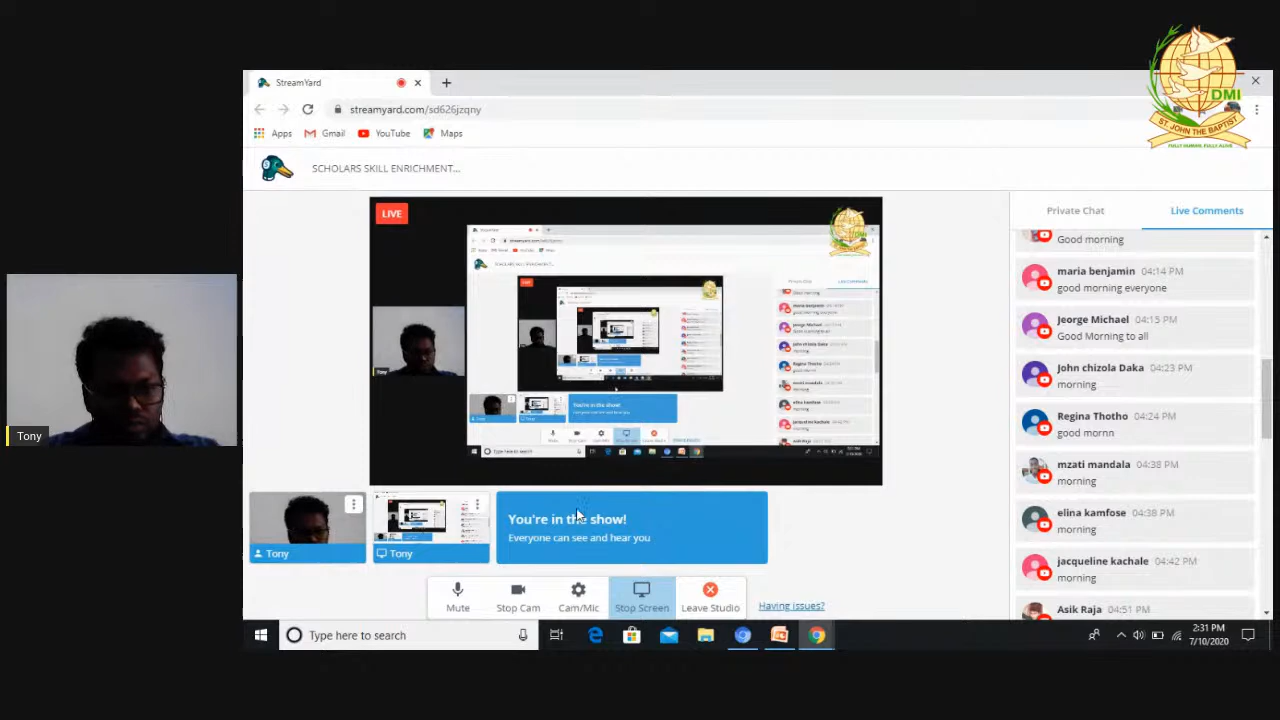 StreamYard
streamyard.com/sd626jzqny
Apps
Gmail
YouTube
Maps
DMI
ST. JOHN THE BAPTIST
FULLY HUMAN, FULLY ALIVE
SCHOLARS SKILL ENRICHMENT...
LIVE
Private Chat
Live Comments
Good morning
maria benjamin 04:14 PM
good morning everyone
Jeorge Michael 04:15 PM
Good Morning to all
John chizola Daka 04:23 PM
morning
Regina Thotho 04:24 PM
good mornn
mzati mandala 04:38 PM
morning
elina kamfose 04:38 PM
morning
jacqueline kachale 04:42 PM
morning
Asik Raja 04:51 PM
Tony
Tony
Tony
You're in the show!
Everyone can see and hear you
Mute
Stop Cam
Cam/Mic
Stop Screen
Leave Studio
Having issues?
Type here to search
2:31 PM
7/10/2020